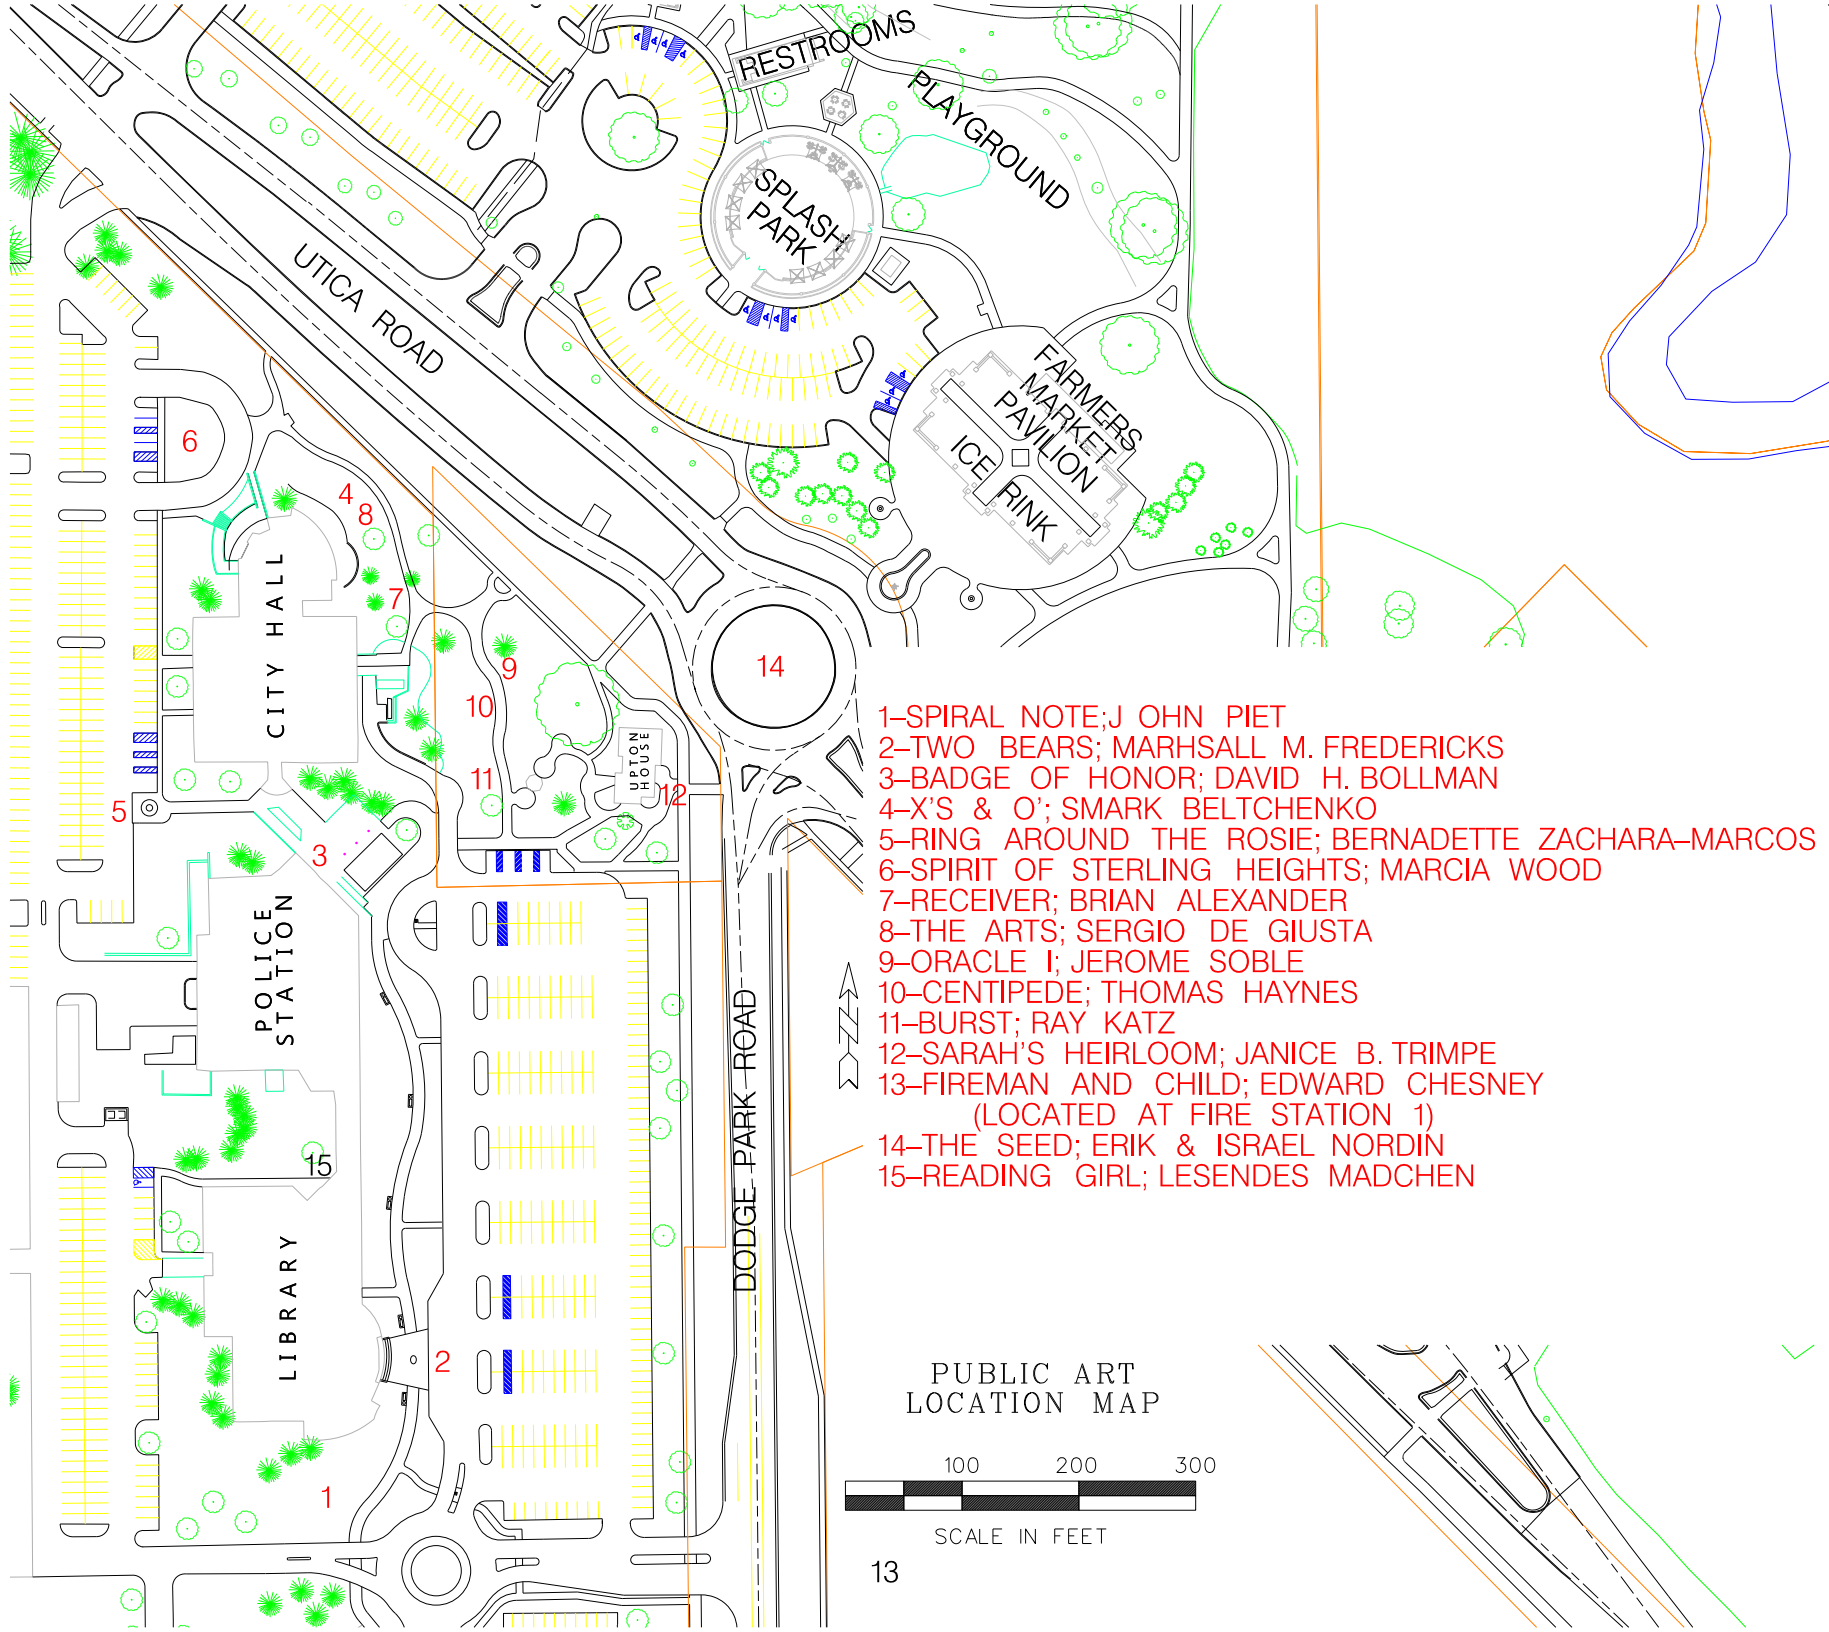 RESTROOMS
PLAYGROUND
SPLASH
PARK
UTICA ROAD
FARMERS
MARKET
PAVILION
ICE RINK
6
4
8
CITY HALL
7
9
14
10
UPTON
HOUSE
11
12
5
3
1–SPIRAL NOTE;J OHN PIET
2–TWO BEARS; MARHSALL M. FREDERICKS
3–BADGE OF HONOR; DAVID H. BOLLMAN
4–X'S & O'; SMARK BELTCHENKO
5–RING AROUND THE ROSIE; BERNADETTE ZACHARA–MARCOS
6–SPIRIT OF STERLING HEIGHTS; MARCIA WOOD
7–RECEIVER; BRIAN ALEXANDER
8–THE ARTS; SERGIO DE GIUSTA
9–ORACLE I; JEROME SOBLE
10–CENTIPEDE; THOMAS HAYNES
11–BURST; RAY KATZ
12–SARAH'S HEIRLOOM; JANICE B. TRIMPE
13–FIREMAN AND CHILD; EDWARD CHESNEY
(LOCATED AT FIRE STATION 1)
14–THE SEED; ERIK & ISRAEL NORDIN
15–READING GIRL; LESENDES MADCHEN
POLICE
STATION
DODGE PARK ROAD
15
LIBRARY
2
1
PUBLIC ART
LOCATION MAP
100 200 300
SCALE IN FEET
13